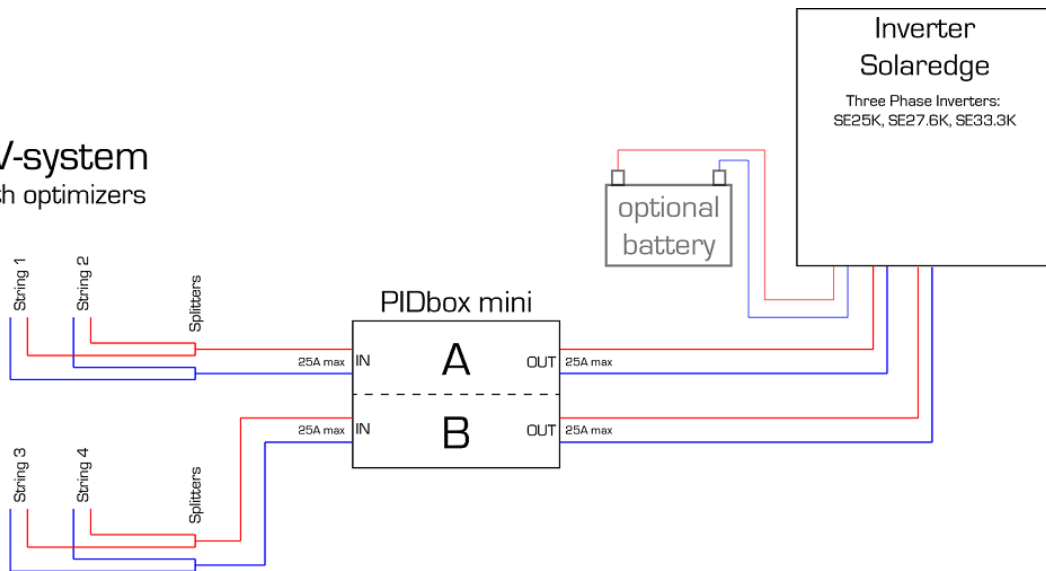 Inverter
Solaredge
Three Phase Inverters:
SE25K, SE27.6K, SE33.3K
V-system
th optimizers
optional
battery
String 1
String 2
Splitters
PIDbox mini
25A max
IN
A
OUT
25A max
25A max
IN
B
OUT
25A max
String 3
String 4
Splitters